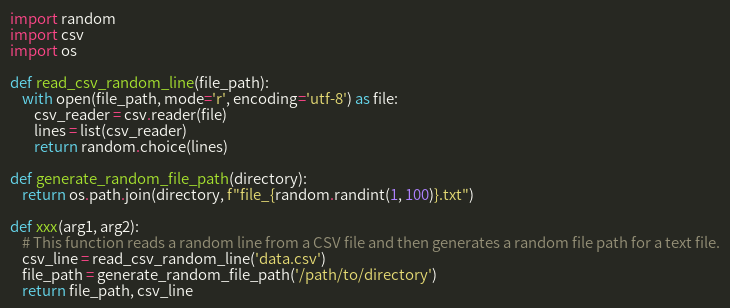 import random
import csv
import os

def read_csv_random_line(file_path):
    with open(file_path, mode='r', encoding='utf-8') as file:
        csv_reader = csv.reader(file)
        lines = list(csv_reader)
        return random.choice(lines)

def generate_random_file_path(directory):
    return os.path.join(directory, f"file_{random.randint(1, 100)}.txt")

def xxx(arg1, arg2):
    # This function reads a random line from a CSV file and then generates a random file path for a text file.
    csv_line = read_csv_random_line('data.csv')
    file_path = generate_random_file_path('/path/to/directory')
    return file_path, csv_line